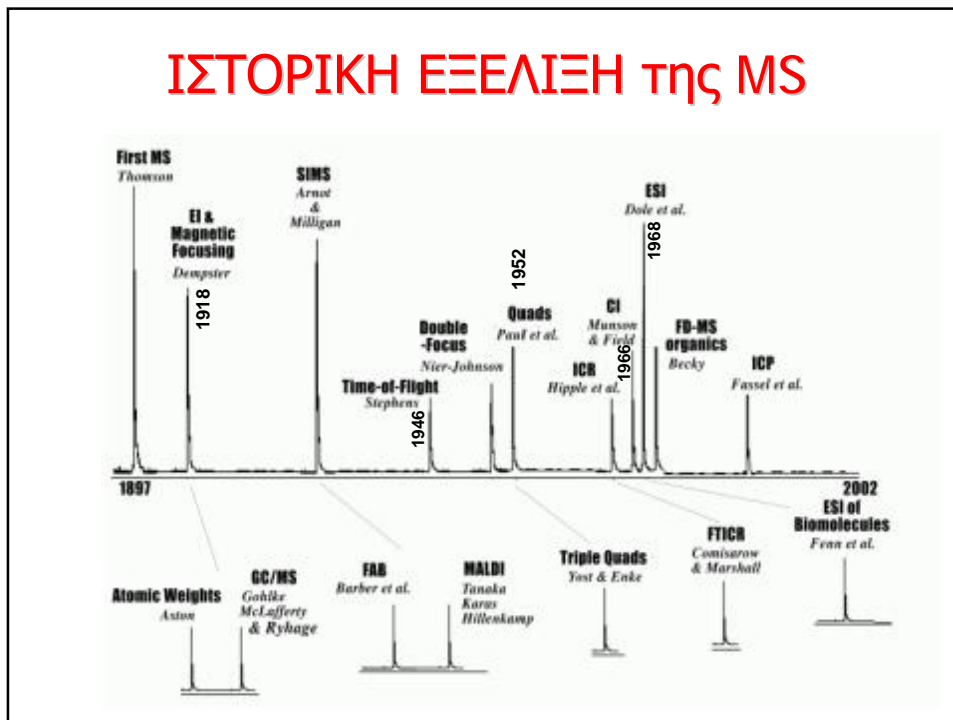 ΙΣΤΟΡΙΚΗ ΕΞΕΛΙΞΗ της MS
First MS
Thomson
EI &
Magnetic
Focusing
Dempster
1918
SIMS
Arnot
&
Milligan
Time-of-Flight
Stephens
1946
Double
-Focus
Nier-Johnson
1952
Quads
Paul et al.
ICR
Hipple et al.
CI
Munson
& Field
1966
ESI
Dole et al.
1968
FD-MS
organics
Becky
ICP
Fassel et al.
1897
2002
Atomic Weights
Aston
GC/MS
Gohlke
McLafferty
& Ryhage
FAB
Barber et al.
MALDI
Tanaka
Karas
Hillenkamp
Triple Quads
Yost & Enke
FTICR
Comisarow
& Marshall
ESI of
Biomolecules
Fenn et al.